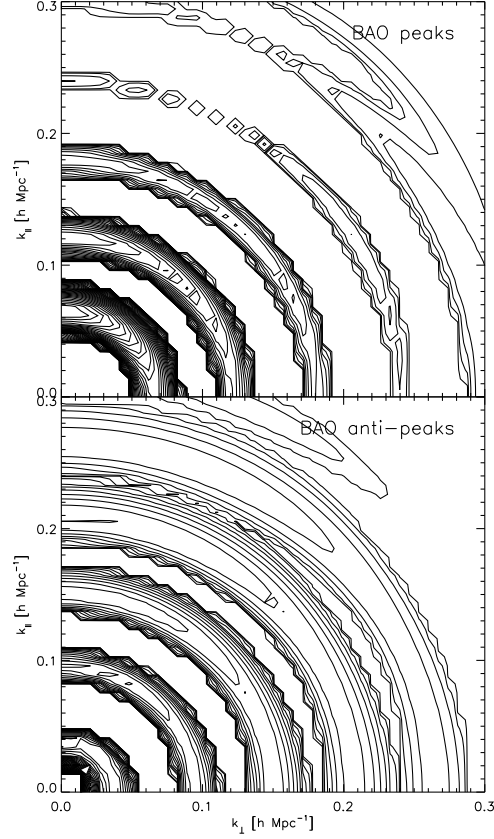 0.3
BAO peaks
0.2
k∥ [h Mpc⁻¹]
0.1
0.0
0.3
BAO anti-peaks
0.2
k∥ [h Mpc⁻¹]
0.1
0.0
0.0 0.1 0.2 0.3
k⊥ [h Mpc⁻¹]